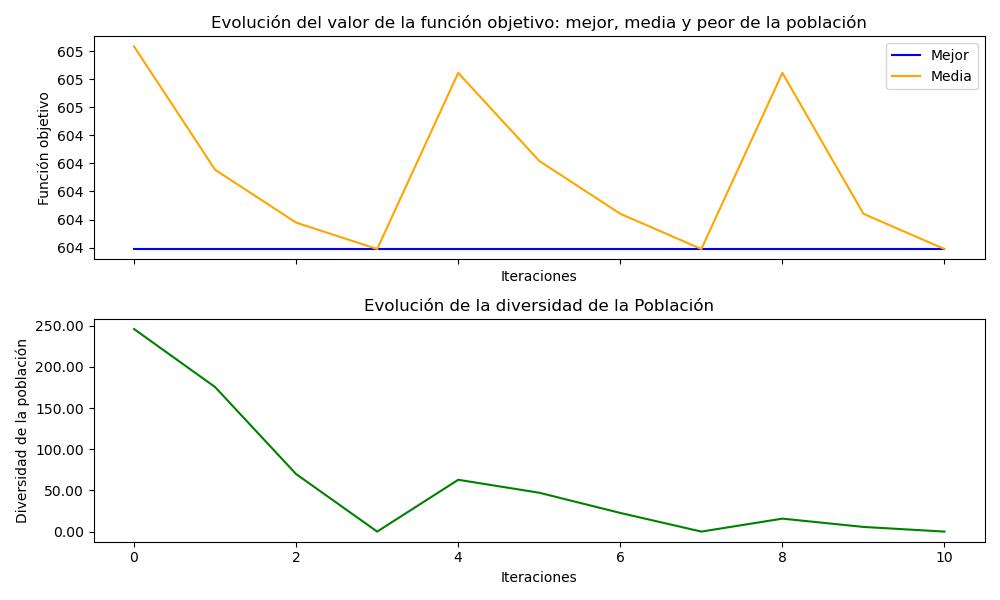 Evolución del valor de la función objetivo: mejor, media y peor de la población
Función objetivo
605
605
605
604
604
604
604
604
Mejor
Media
Iteraciones
Evolución de la diversidad de la Población
Diversidad de la población
250.00
200.00
150.00
100.00
50.00
0.00
0 2 4 6 8 10
Iteraciones